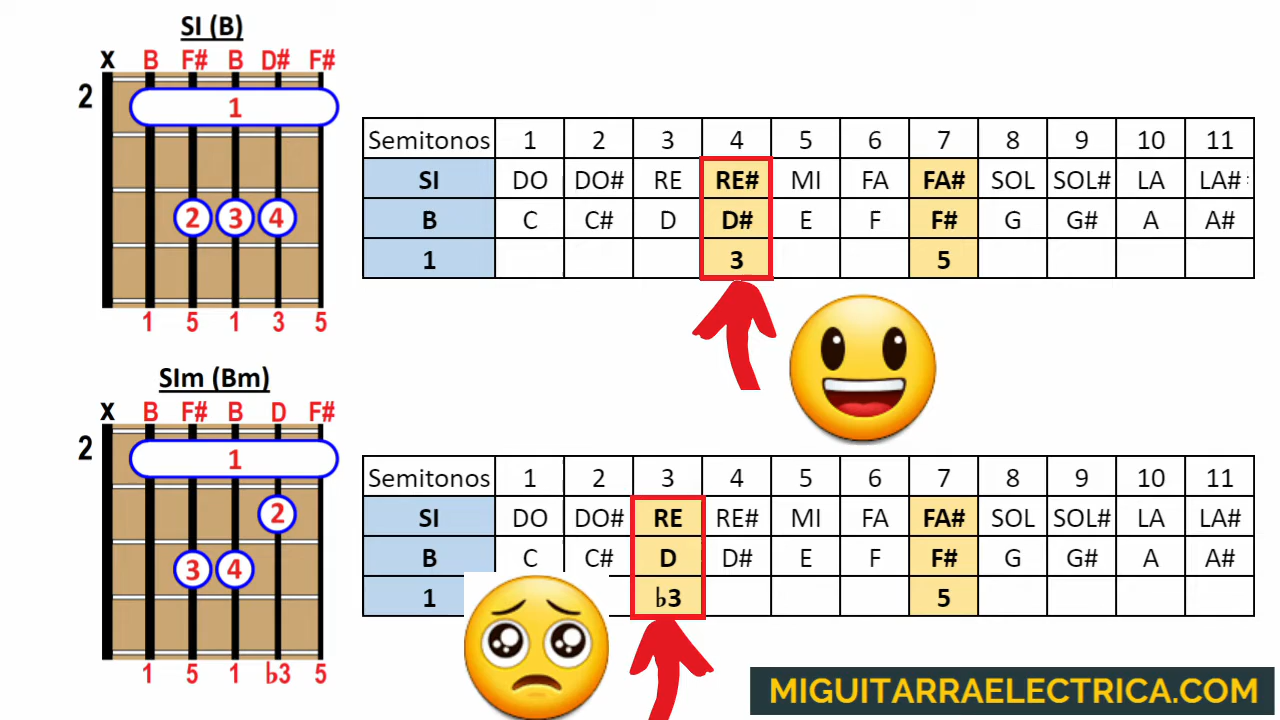 SI (B)
x B F# B D# F#
2
1
2 3 4
1 5 1 3 5
Semitonos 1 2 3 4 5 6 7 8 9 10 11
SI DO DO# RE RE# MI FA FA# SOL SOL# LA LA#
B C C# D D# E F F# G G# A A#
1 3 5
SIm (Bm)
x B F# B D F#
2
1
2
3 4
1 5 1 ♭3 5
Semitonos 1 2 3 4 5 6 7 8 9 10 11
SI DO DO# RE RE# MI FA FA# SOL SOL# LA LA#
B C C# D D# E F F# G G# A A#
1 ♭3 5
MIGUITARRAELECTRICA.COM